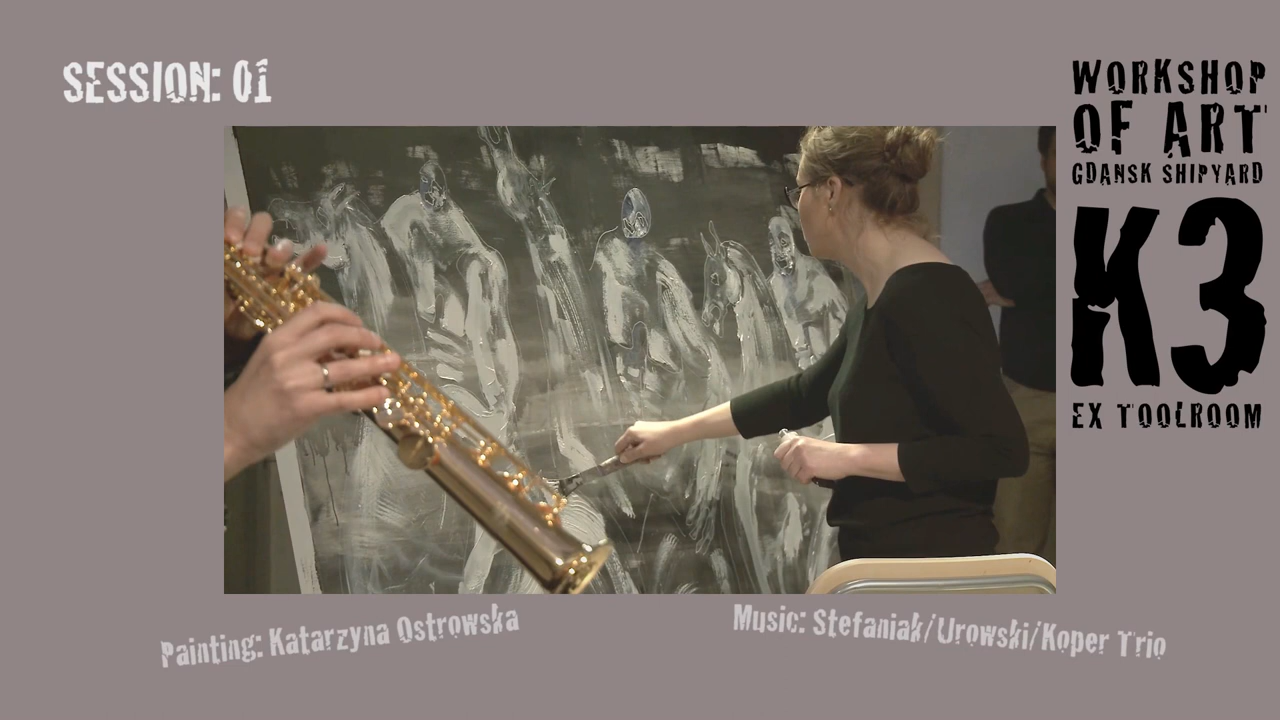 SESSION: 01
WORKSHOP
OF ART
GDANSK SHIPYARD
K3
EX TOOLROOM
Painting: Katarzyna Ostrowska
Music: Stefaniak/Urowski/Koper Trio